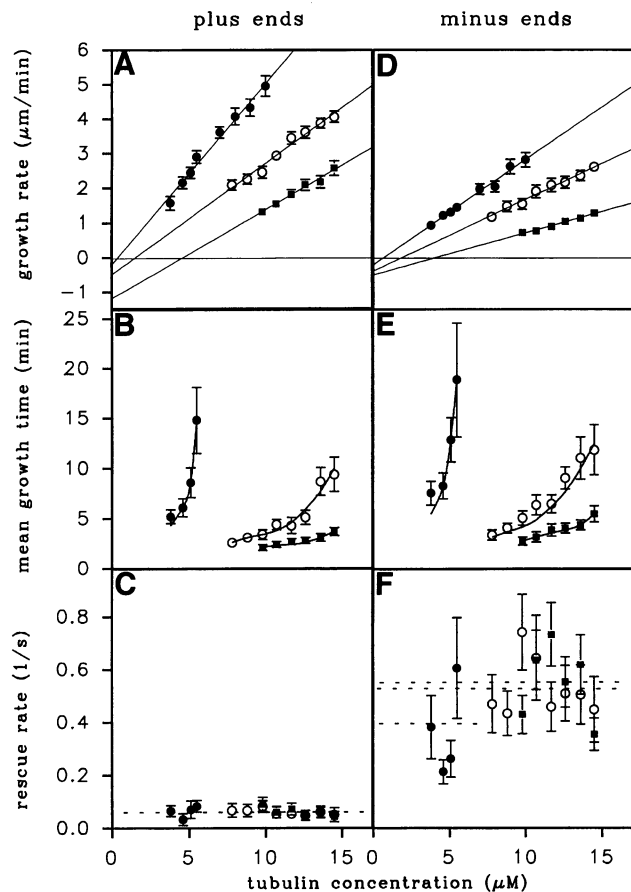 plus ends
minus ends
A
D
growth rate (μm/min)
6
5
4
3
2
1
0
−1
B
E
mean growth time (min)
25
20
15
10
5
0
C
F
rescue rate (1/s)
0.8
0.6
0.4
0.2
0.0
0 5 10 15
0 5 10 15
tubulin concentration (μM)